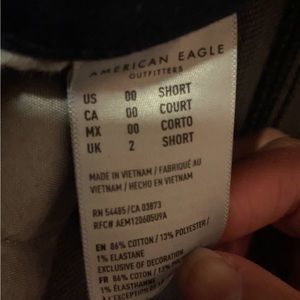 AMERICAN EAGLE
OUTFITTERS
US 00 SHORT
CA 00 COURT
MX 00 CORTO
UK 2 SHORT
MADE IN VIETNAM / FABRIQUÉ AU
VIETNAM / HECHO EN VIETNAM
RN 54485/CA 03873
RFC# AEM120605U9A
EN 86% COTTON / 13% POLYESTER/
1% ELASTANE
EXCLUSIVE OF DECORATION
FR 86% COTON / 13%
1% ÉLASTHANNE